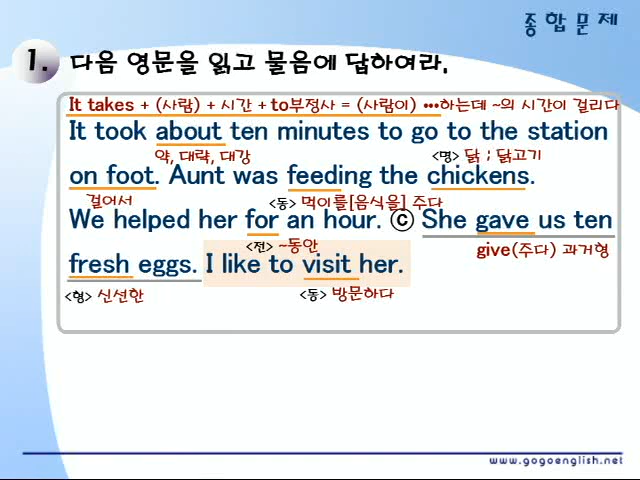 종합문제
1. 다음 영문을 읽고 물음에 답하여라.
It takes + (사람) + 시간 + to부정사 = (사람이) •••하는데 ~의 시간이 걸리다
It took about ten minutes to go to the station
약, 대략, 대강 <명> 닭 ; 닭고기
on foot. Aunt was feeding the chickens.
걸어서 <동> 먹이를[음식을] 주다
We helped her for an hour. ⓒ She gave us ten
<전> ~동안 give(주다) 과거형
fresh eggs. I like to visit her.
<형> 신선한 <동> 방문하다
www.gogoenglish.net